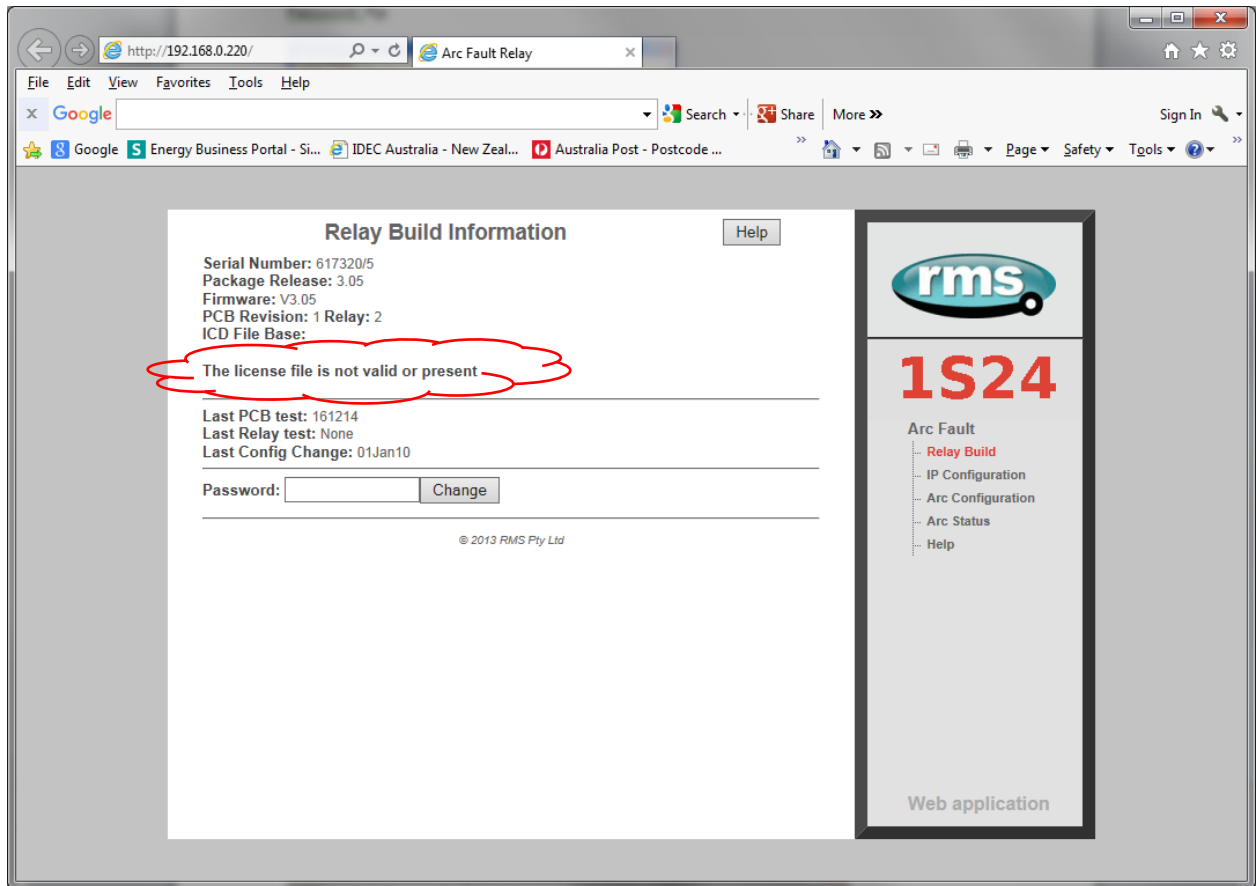 http://192.168.0.220/
Arc Fault Relay
File Edit View Favorites Tools Help
x Google Search Share More » Sign In
Google S Energy Business Portal - Si... IDEC Australia - New Zeal... Australia Post - Postcode ... » Page Safety Tools »
Relay Build Information
Help
Serial Number: 617320/5
Package Release: 3.05
Firmware: V3.05
PCB Revision: 1 Relay: 2
ICD File Base:
The license file is not valid or present
Last PCB test: 161214
Last Relay test: None
Last Config Change: 01Jan10
Password: Change
© 2013 RMS Pty Ltd
rms
1S24
Arc Fault
Relay Build
IP Configuration
Arc Configuration
Arc Status
Help
Web application